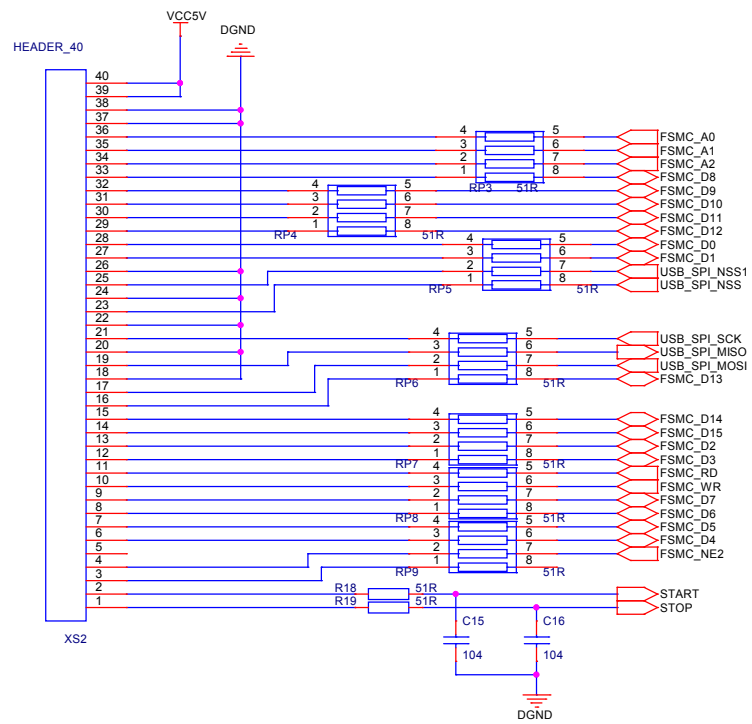 VCC5V
DGND
HEADER_40
40
39
38
37
36 4 5 FSMC_A0
35 3 6 FSMC_A1
34 2 7 FSMC_A2
33 1 8 FSMC_D8
RP3 51R
32 4 5 FSMC_D9
31 3 6 FSMC_D10
30 2 7 FSMC_D11
29 1 8 FSMC_D12
RP4 51R
28 4 5 FSMC_D0
27 3 6 FSMC_D1
26 2 7 USB_SPI_NSS1
25 1 8 USB_SPI_NSS
RP5 51R
24
23
22
21 4 5 USB_SPI_SCK
20 3 6 USB_SPI_MISO
19 2 7 USB_SPI_MOSI
18 1 8 FSMC_D13
RP6 51R
17
16
15 4 5 FSMC_D14
14 3 6 FSMC_D15
13 2 7 FSMC_D2
12 1 8 FSMC_D3
RP7 51R
11 4 5 FSMC_RD
10 3 6 FSMC_WR
9 2 7 FSMC_D7
8 1 8 FSMC_D6
RP8 51R
7 4 5 FSMC_D5
6 3 6 FSMC_D4
5 2 7 FSMC_NE2
4 1 8
RP9 51R
3
2 R18 51R START
1 R19 51R STOP
C15 C16
XS2
104 104
DGND